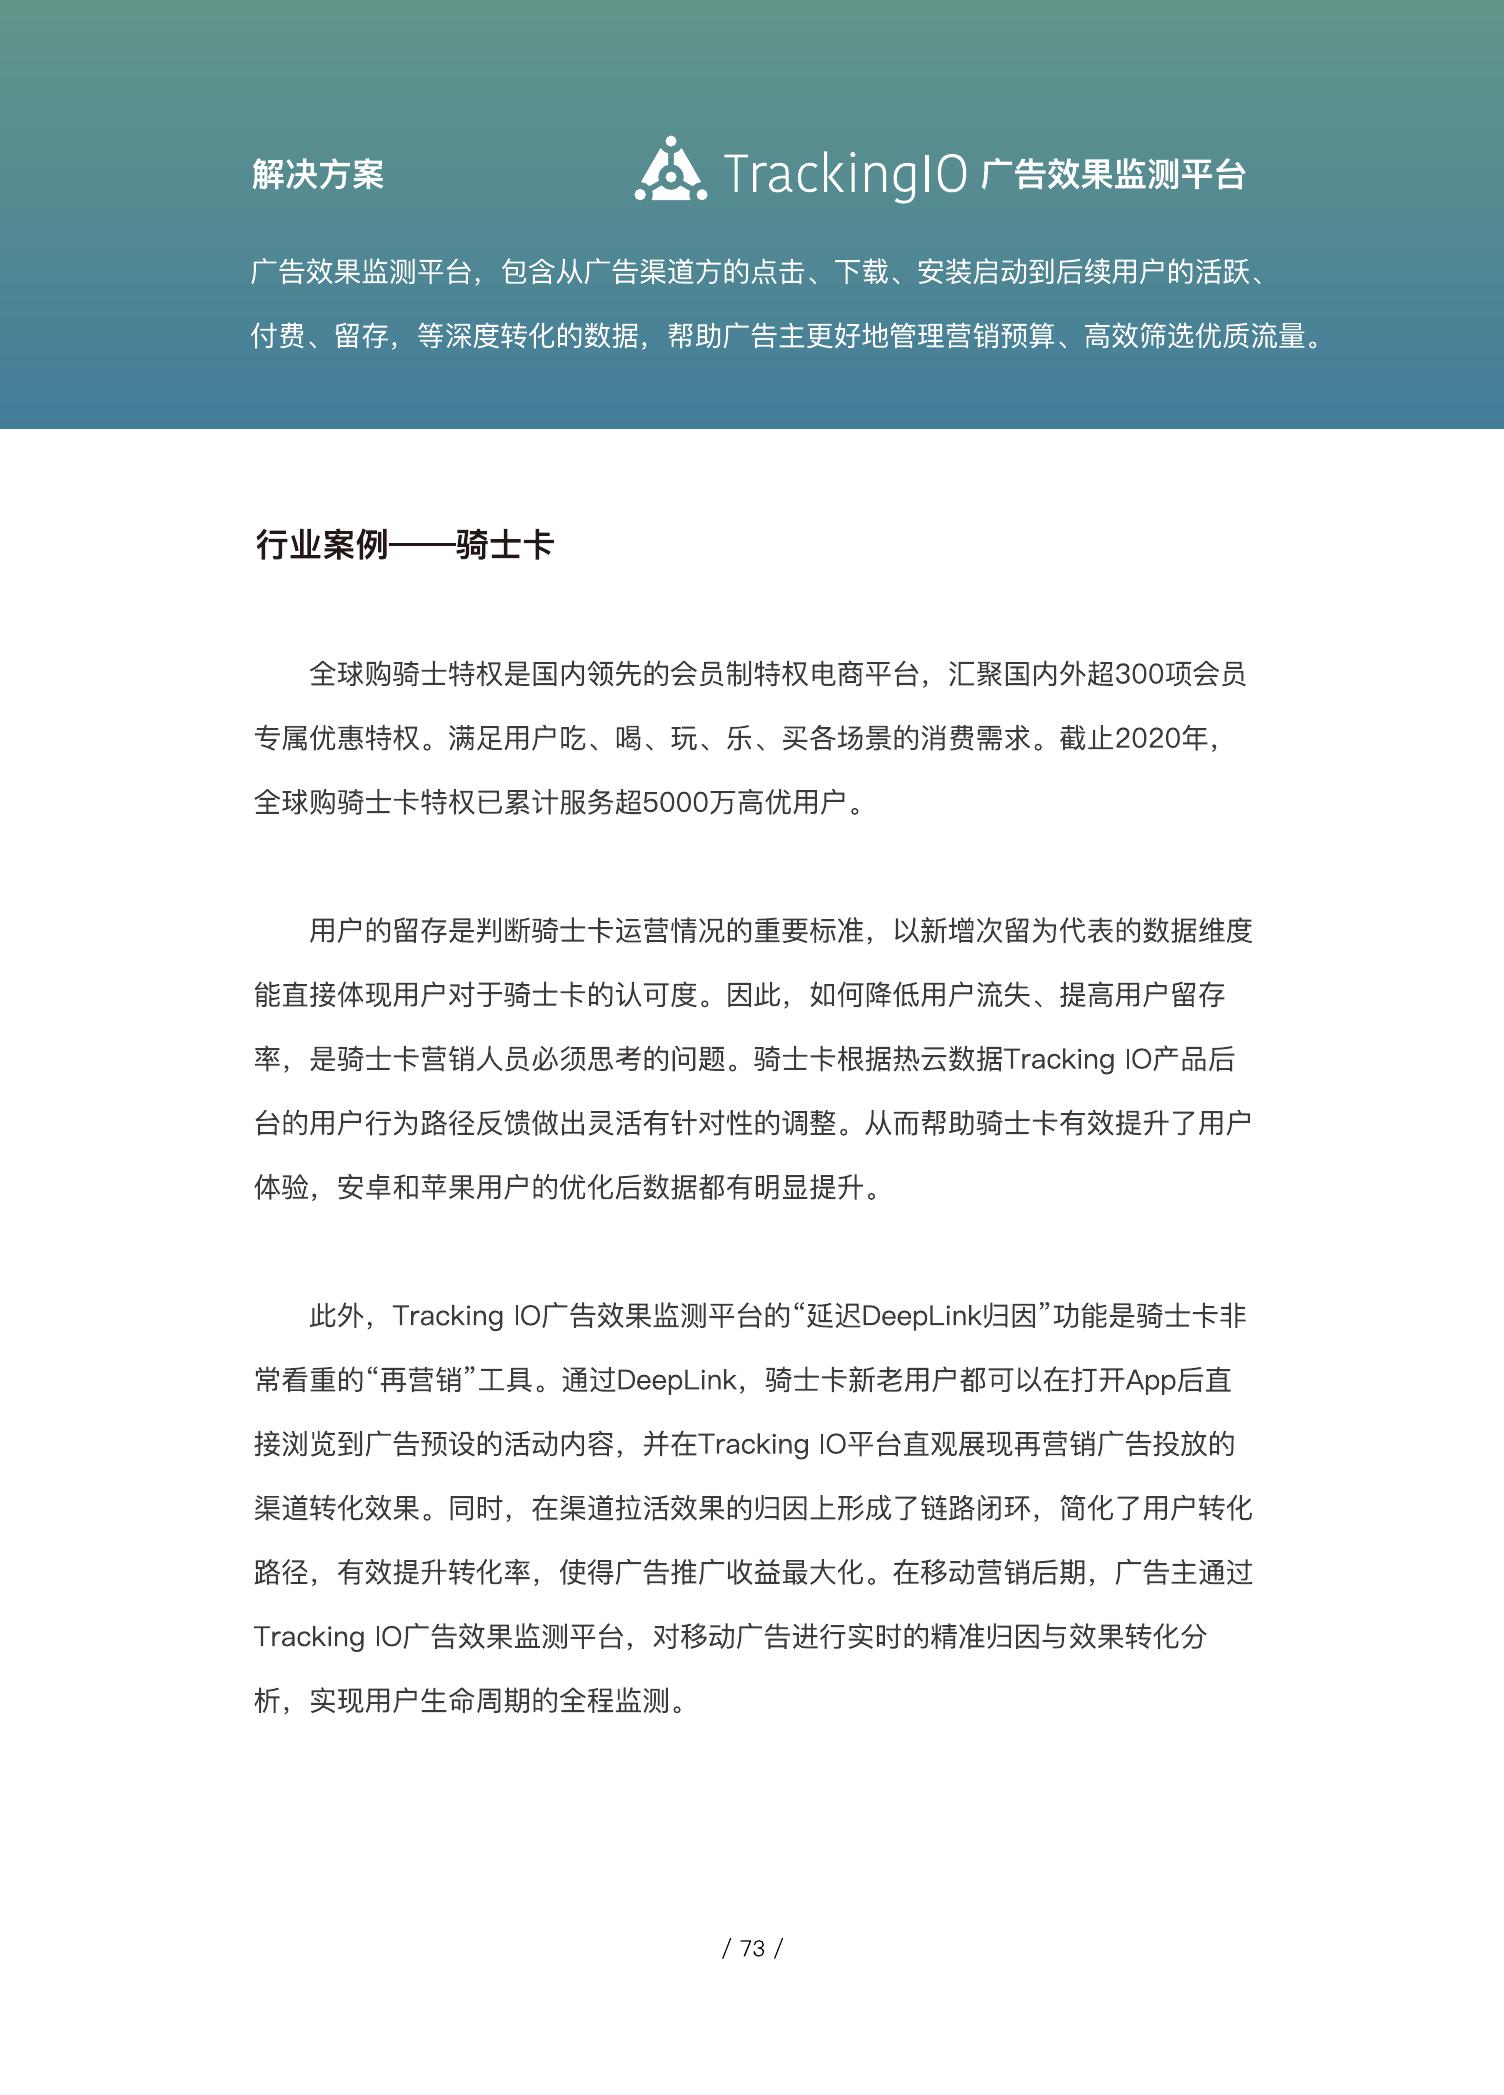 解决方案
TrackingIO 广告效果监测平台
广告效果监测平台，包含从广告渠道方的点击、下载、安装启动到后续用户的活跃、
付费、留存，等深度转化的数据，帮助广告主更好地管理营销预算、高效筛选优质流量。
行业案例——骑士卡
全球购骑士特权是国内领先的会员制特权电商平台，汇聚国内外超300项会员
专属优惠特权。满足用户吃、喝、玩、乐、买各场景的消费需求。截止2020年，
全球购骑士卡特权已累计服务超5000万高优用户。
用户的留存是判断骑士卡运营情况的重要标准，以新增次留为代表的数据维度
能直接体现用户对于骑士卡的认可度。因此，如何降低用户流失、提高用户留存
率，是骑士卡营销人员必须思考的问题。骑士卡根据热云数据Tracking IO产品后
台的用户行为路径反馈做出灵活有针对性的调整。从而帮助骑士卡有效提升了用户
体验，安卓和苹果用户的优化后数据都有明显提升。
此外，Tracking IO广告效果监测平台的“延迟DeepLink归因”功能是骑士卡非
常看重的“再营销”工具。通过DeepLink，骑士卡新老用户都可以在打开App后直
接浏览到广告预设的活动内容，并在Tracking IO平台直观展现再营销广告投放的
渠道转化效果。同时，在渠道拉活效果的归因上形成了链路闭环，简化了用户转化
路径，有效提升转化率，使得广告推广收益最大化。在移动营销后期，广告主通过
Tracking IO广告效果监测平台，对移动广告进行实时的精准归因与效果转化分
析，实现用户生命周期的全程监测。
/ 73 /